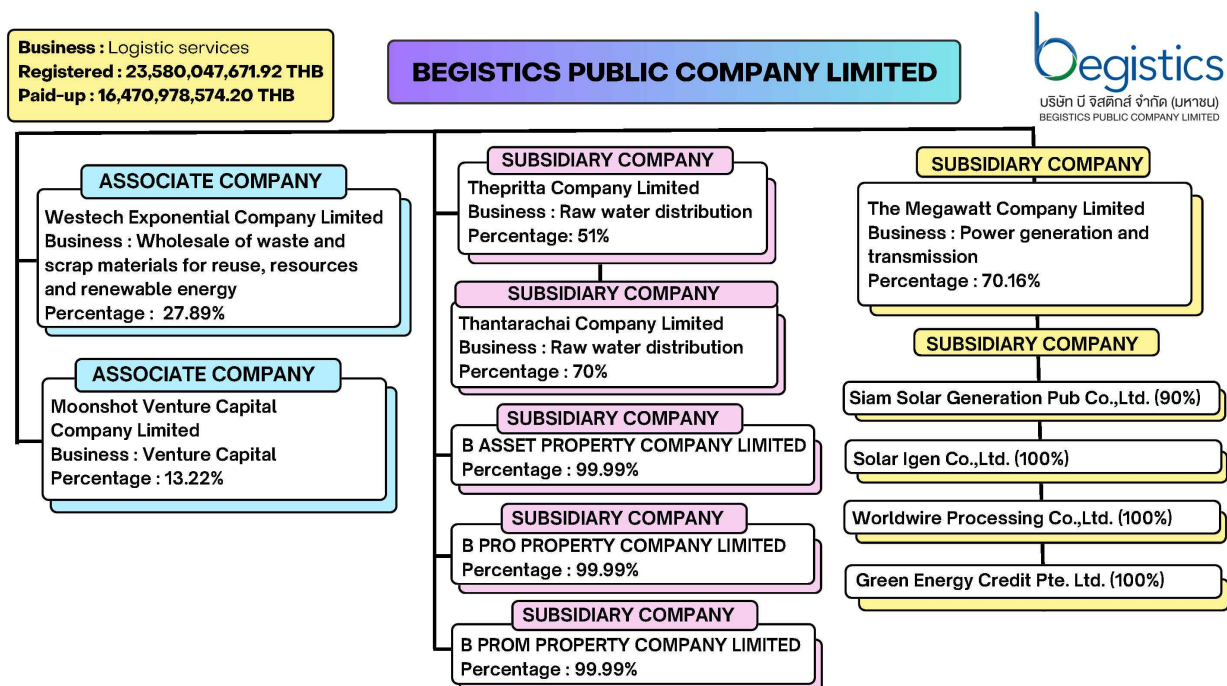 Business : Logistic services
Registered : 23,580,047,671.92 THB
Paid-up : 16,470,978,574.20 THB
BEGISTICS PUBLIC COMPANY LIMITED
begistics
บริษัท บี จิสติกส์ จำกัด (มหาชน)
BEGISTICS PUBLIC COMPANY LIMITED
ASSOCIATE COMPANY
Westech Exponential Company Limited
Business : Wholesale of waste and
scrap materials for reuse, resources
and renewable energy
Percentage : 27.89%
ASSOCIATE COMPANY
Moonshot Venture Capital
Company Limited
Business : Venture Capital
Percentage : 13.22%
SUBSIDIARY COMPANY
Thepritta Company Limited
Business : Raw water distribution
Percentage: 51%
SUBSIDIARY COMPANY
Thantarachai Company Limited
Business : Raw water distribution
Percentage : 70%
SUBSIDIARY COMPANY
B ASSET PROPERTY COMPANY LIMITED
Percentage : 99.99%
SUBSIDIARY COMPANY
B PRO PROPERTY COMPANY LIMITED
Percentage : 99.99%
SUBSIDIARY COMPANY
B PROM PROPERTY COMPANY LIMITED
Percentage : 99.99%
SUBSIDIARY COMPANY
The Megawatt Company Limited
Business : Power generation and
transmission
Percentage : 70.16%
SUBSIDIARY COMPANY
Siam Solar Generation Pub Co.,Ltd. (90%)
Solar Igen Co.,Ltd. (100%)
Worldwire Processing Co.,Ltd. (100%)
Green Energy Credit Pte. Ltd. (100%)